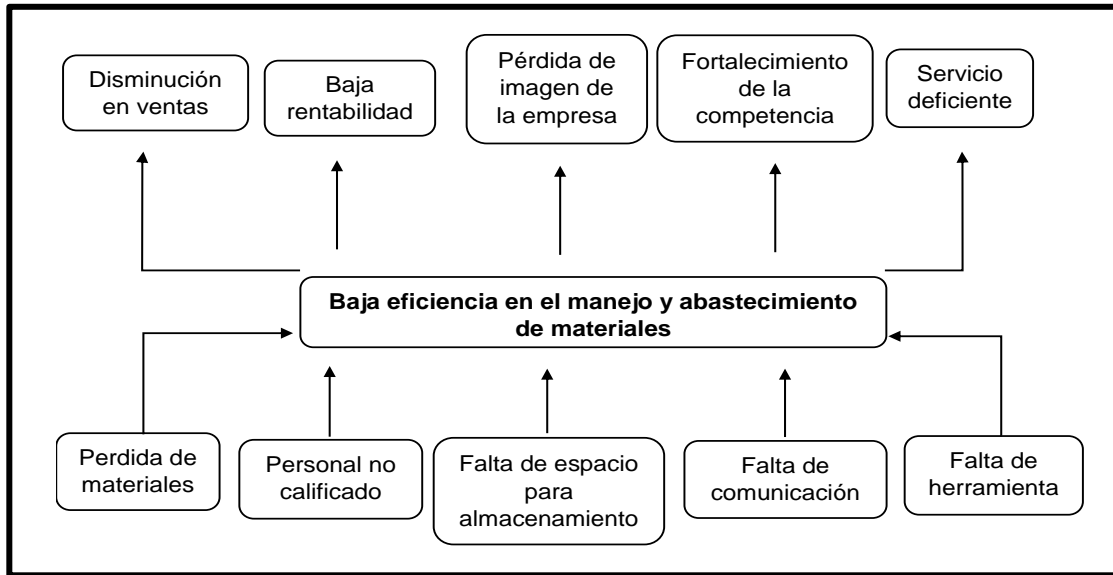 Disminución
en ventas
Baja
rentabilidad
Pérdida de
imagen de
la empresa
Fortalecimiento
de la
competencia
Servicio
deficiente
Baja eficiencia en el manejo y abastecimiento
de materiales
Perdida de
materiales
Personal no
calificado
Falta de espacio
para
almacenamiento
Falta de
comunicación
Falta de
herramienta